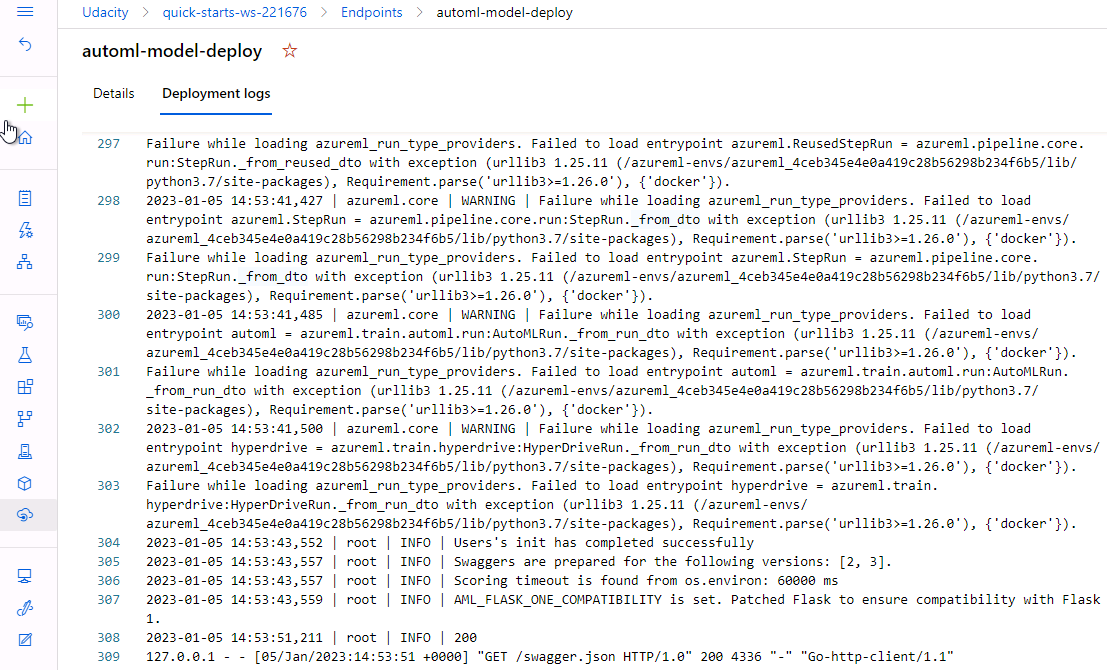 Udacity > quick-starts-ws-221676 > Endpoints > automl-model-deploy
automl-model-deploy
Details Deployment logs
297 Failure while loading azureml_run_type_providers. Failed to load entrypoint azureml.ReusedStepRun = azureml.pipeline.core.
run:StepRun._from_reused_dto with exception (urllib3 1.25.11 (/azureml-envs/azureml_4ceb345e4e0a419c28b56298b234f6b5/lib/
python3.7/site-packages), Requirement.parse('urllib3>=1.26.0'), {'docker'}).
298 2023-01-05 14:53:41,427 | azureml.core | WARNING | Failure while loading azureml_run_type_providers. Failed to load
entrypoint azureml.StepRun = azureml.pipeline.core.run:StepRun._from_dto with exception (urllib3 1.25.11 (/azureml-envs/
azureml_4ceb345e4e0a419c28b56298b234f6b5/lib/python3.7/site-packages), Requirement.parse('urllib3>=1.26.0'), {'docker'}).
299 Failure while loading azureml_run_type_providers. Failed to load entrypoint azureml.StepRun = azureml.pipeline.core.
run:StepRun._from_dto with exception (urllib3 1.25.11 (/azureml-envs/azureml_4ceb345e4e0a419c28b56298b234f6b5/lib/python3.7/
site-packages), Requirement.parse('urllib3>=1.26.0'), {'docker'}).
300 2023-01-05 14:53:41,485 | azureml.core | WARNING | Failure while loading azureml_run_type_providers. Failed to load
entrypoint automl = azureml.train.automl.run:AutoMLRun._from_run_dto with exception (urllib3 1.25.11 (/azureml-envs/
azureml_4ceb345e4e0a419c28b56298b234f6b5/lib/python3.7/site-packages), Requirement.parse('urllib3>=1.26.0'), {'docker'}).
301 Failure while loading azureml_run_type_providers. Failed to load entrypoint automl = azureml.train.automl.run:AutoMLRun.
_from_run_dto with exception (urllib3 1.25.11 (/azureml-envs/azureml_4ceb345e4e0a419c28b56298b234f6b5/lib/python3.7/
site-packages), Requirement.parse('urllib3>=1.26.0'), {'docker'}).
302 2023-01-05 14:53:41,500 | azureml.core | WARNING | Failure while loading azureml_run_type_providers. Failed to load
entrypoint hyperdrive = azureml.train.hyperdrive:HyperDriveRun._from_run_dto with exception (urllib3 1.25.11 (/azureml-envs/
azureml_4ceb345e4e0a419c28b56298b234f6b5/lib/python3.7/site-packages), Requirement.parse('urllib3>=1.26.0'), {'docker'}).
303 Failure while loading azureml_run_type_providers. Failed to load entrypoint hyperdrive = azureml.train.
hyperdrive:HyperDriveRun._from_run_dto with exception (urllib3 1.25.11 (/azureml-envs/
azureml_4ceb345e4e0a419c28b56298b234f6b5/lib/python3.7/site-packages), Requirement.parse('urllib3>=1.26.0'), {'docker'}).
304 2023-01-05 14:53:43,552 | root | INFO | Users's init has completed successfully
305 2023-01-05 14:53:43,557 | root | INFO | Swaggers are prepared for the following versions: [2, 3].
306 2023-01-05 14:53:43,557 | root | INFO | Scoring timeout is found from os.environ: 60000 ms
307 2023-01-05 14:53:43,559 | root | INFO | AML_FLASK_ONE_COMPATIBILITY is set. Patched Flask to ensure compatibility with Flask
1.
308 2023-01-05 14:53:51,211 | root | INFO | 200
309 127.0.0.1 - - [05/Jan/2023:14:53:51 +0000] "GET /swagger.json HTTP/1.0" 200 4336 "-" "Go-http-client/1.1"